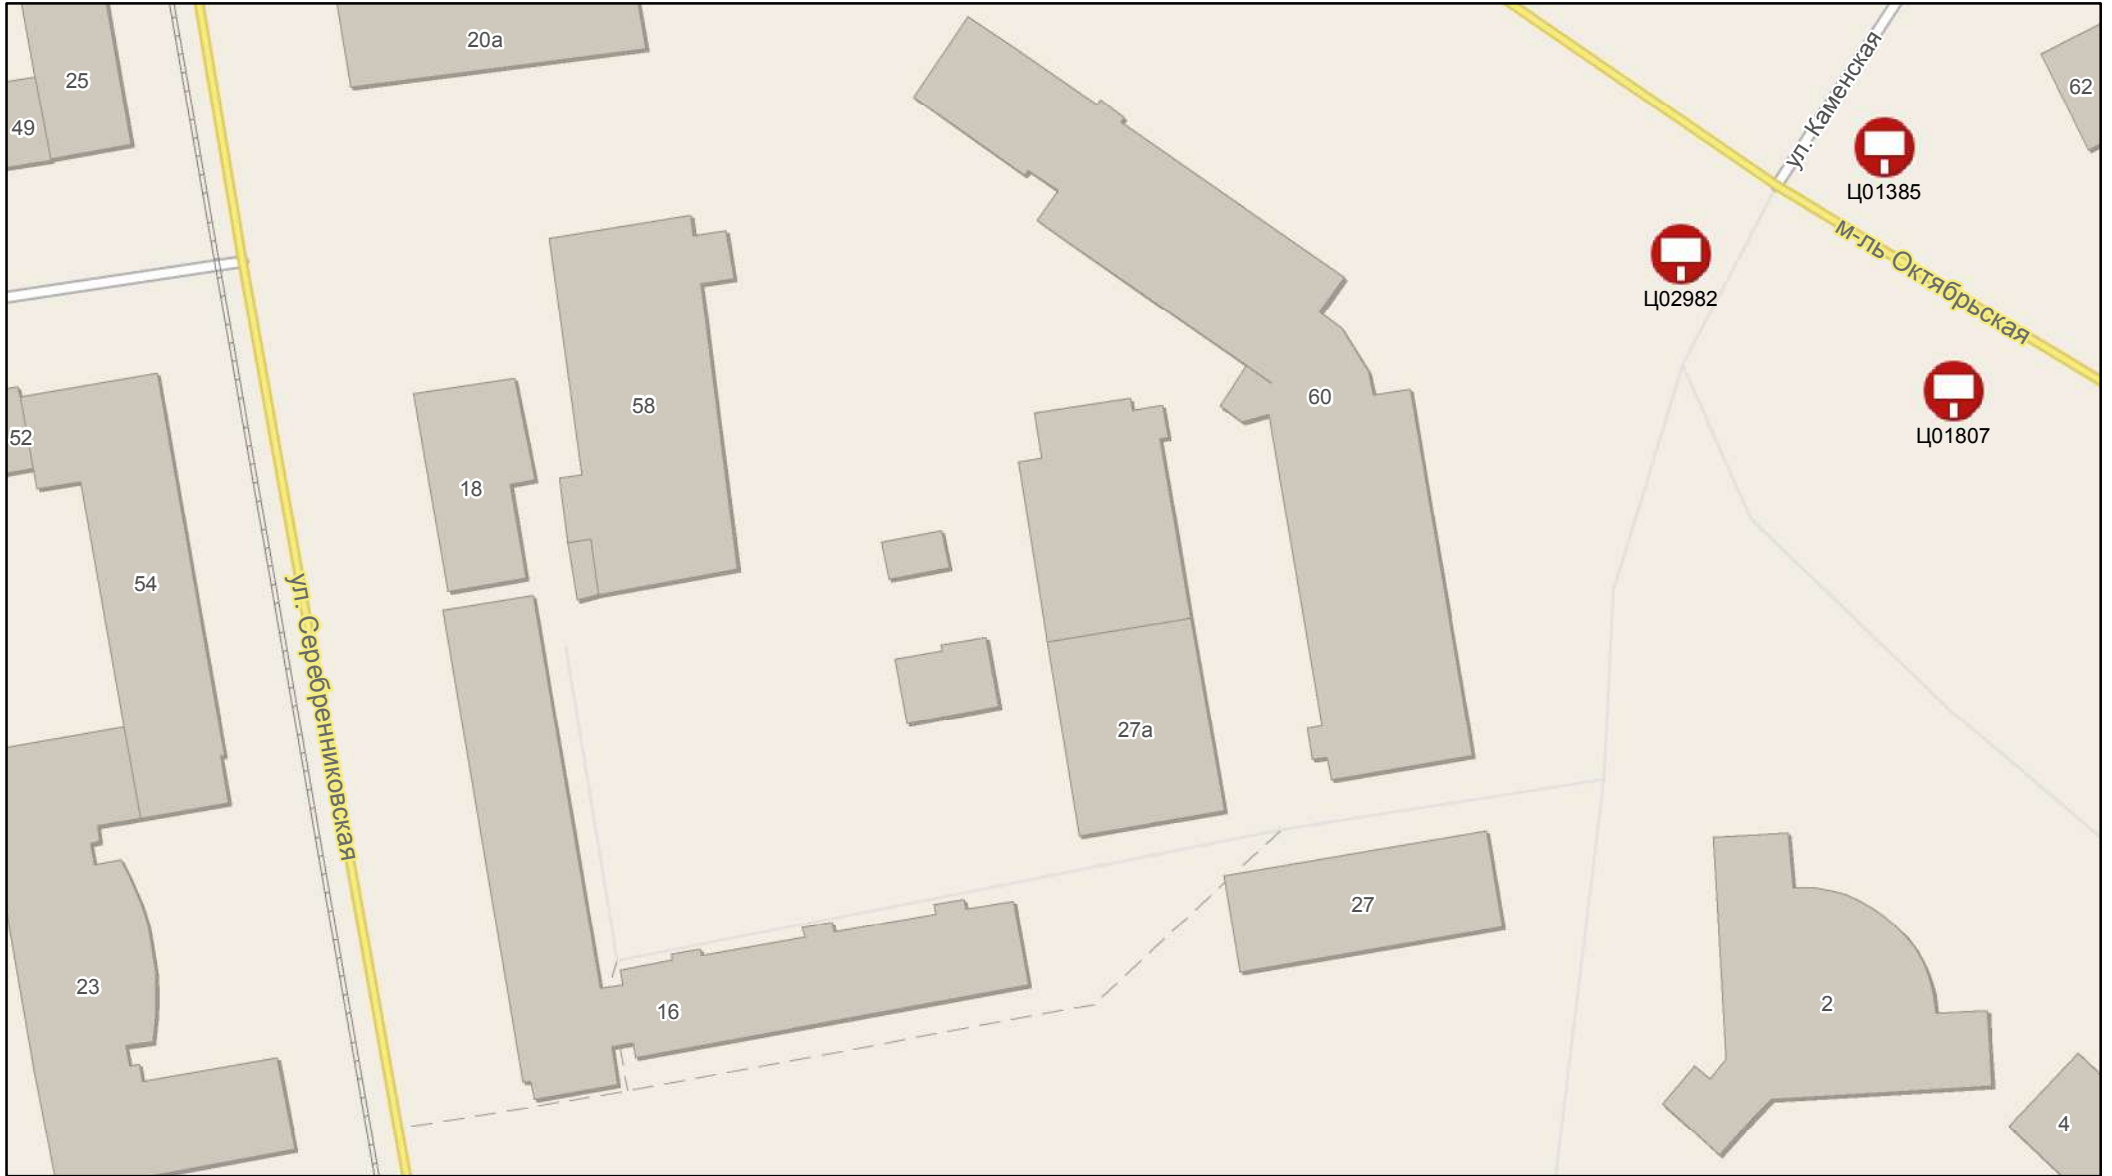 20а
25
49
62
ул. Каменская
Ц01385
м-ль Октябрьская
Ц02982
58
60
Ц01807
52
18
54
ул. Серебренниковская
27а
27
23
16
2
4